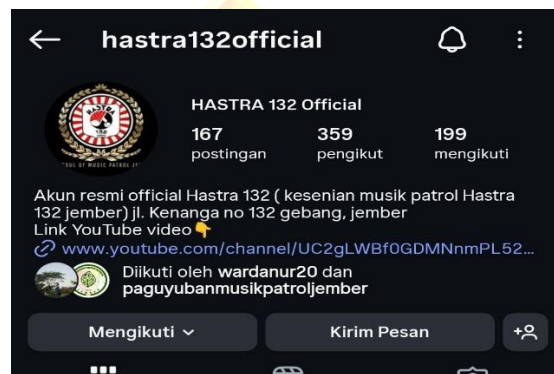 hastra132official
HASTRA 132 Official
167 359 199
postingan pengikut mengikuti
Akun resmi official Hastra 132 ( kesenian musik patrol Hastra
132 jember) jl. Kenanga no 132 gebang, jember
Link YouTube video👇
www.youtube.com/channel/UC2gLWBf0GDMNnmPL52...
Diikuti oleh wardanur20 dan
paguyubanmusikpatroljember
Mengikuti Kirim Pesan